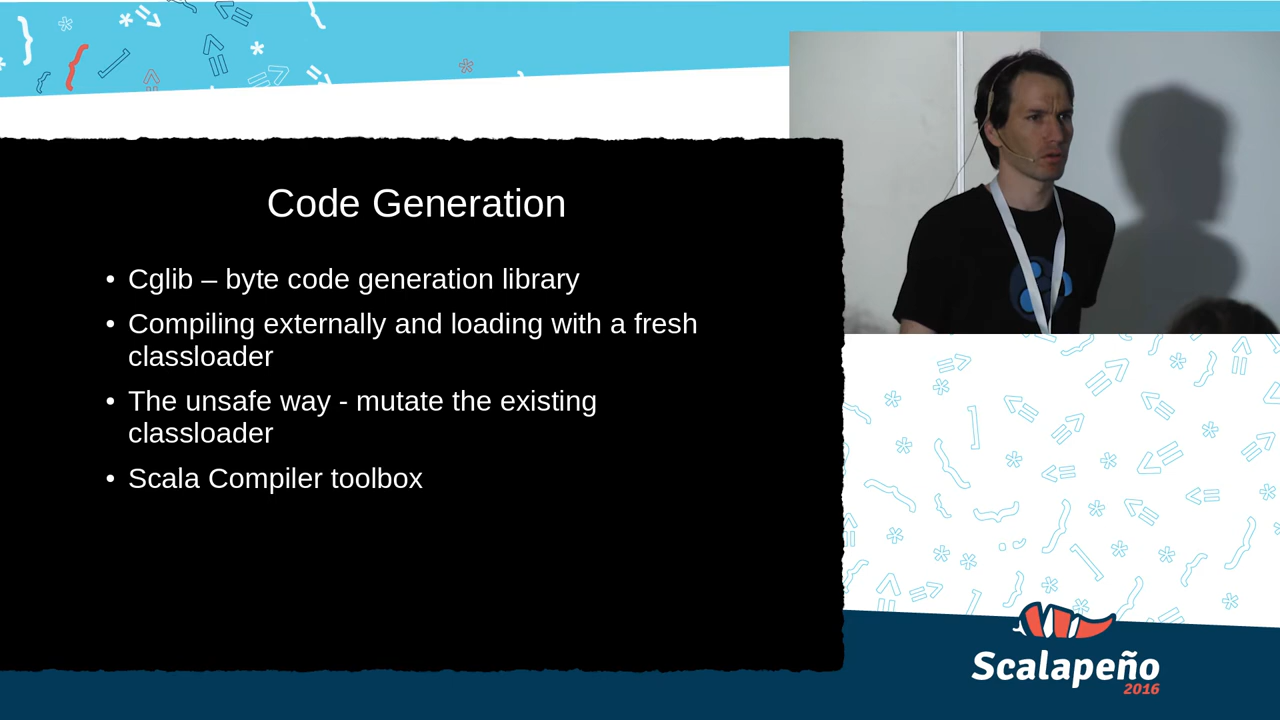 Code Generation
• Cglib – byte code generation library
• Compiling externally and loading with a fresh
classloader
• The unsafe way - mutate the existing
classloader
• Scala Compiler toolbox
Scalapeño
2016